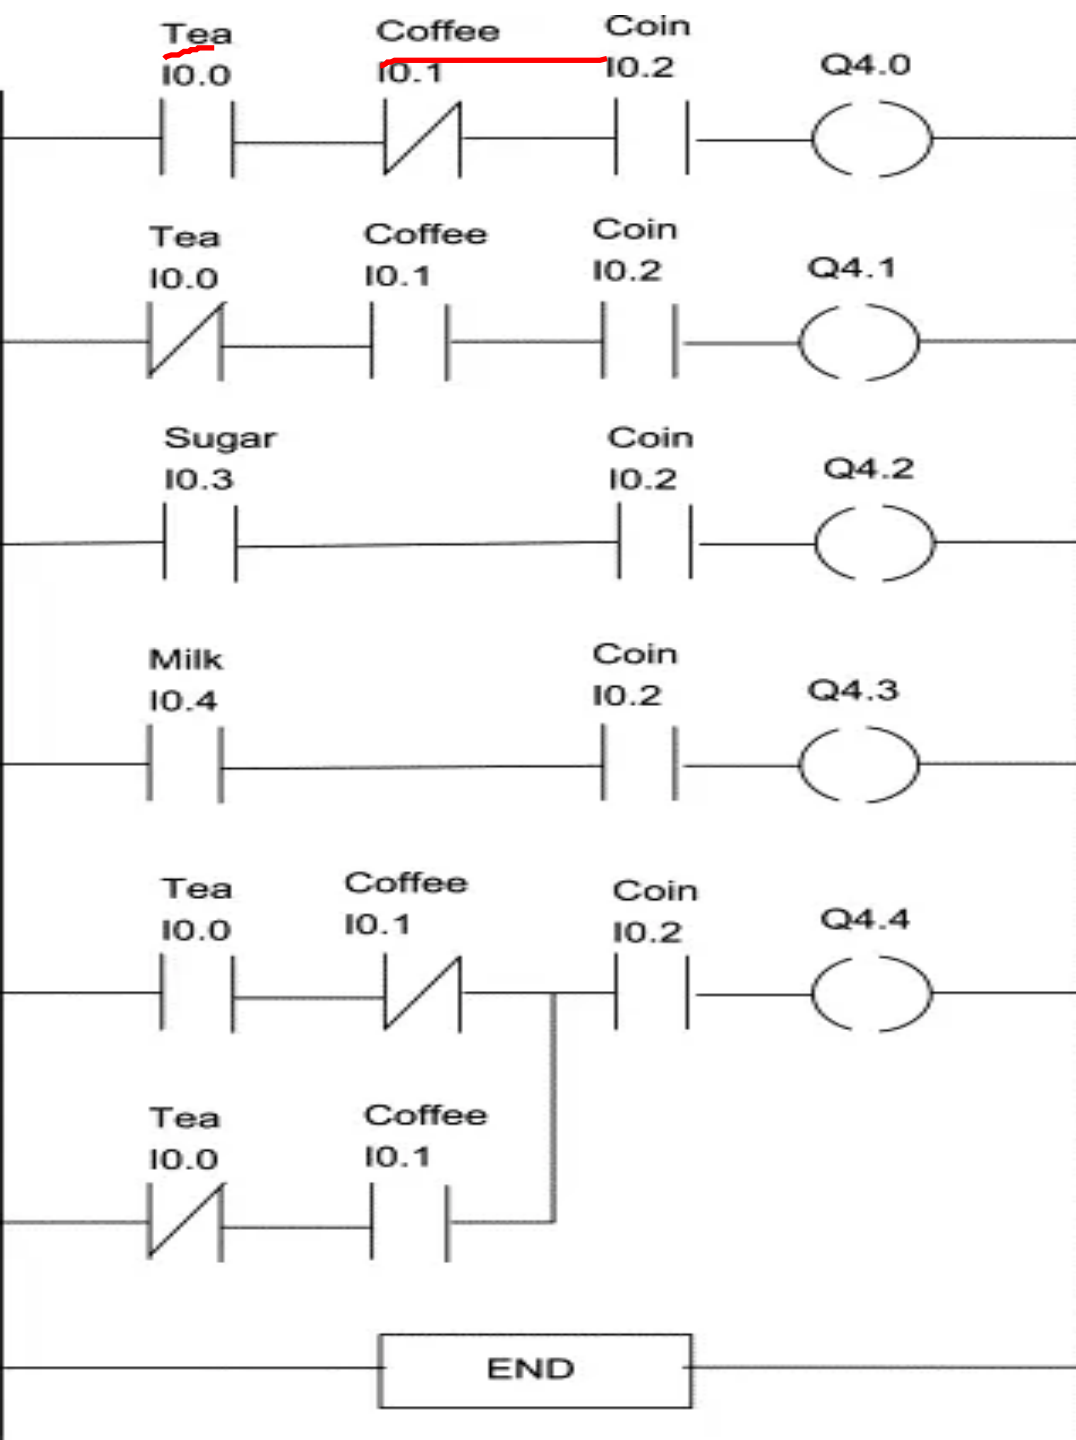 Tea Coffee Coin
I0.0 I0.1 I0.2 Q4.0
Tea Coffee Coin
I0.0 I0.1 I0.2 Q4.1
Sugar Coin
I0.3 I0.2 Q4.2
Milk Coin
I0.4 I0.2 Q4.3
Tea Coffee Coin
I0.0 I0.1 I0.2 Q4.4
Tea Coffee
I0.0 I0.1
END